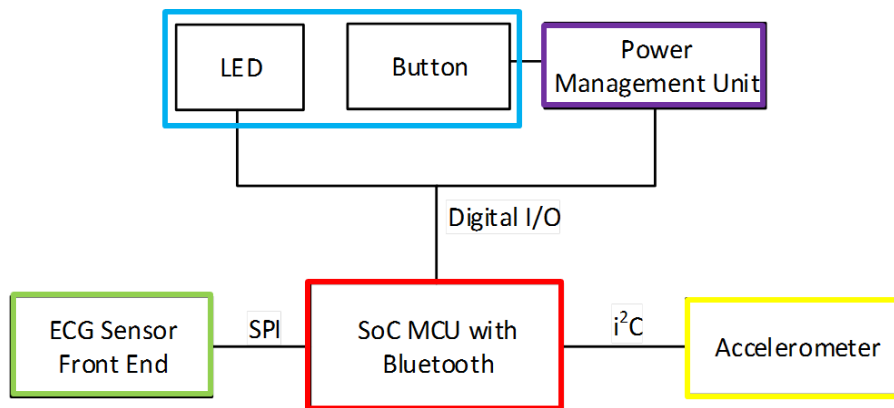 LED
Button
Power
Management Unit
Digital I/O
ECG Sensor
Front End
SPI
SoC MCU with
Bluetooth
i²C
Accelerometer